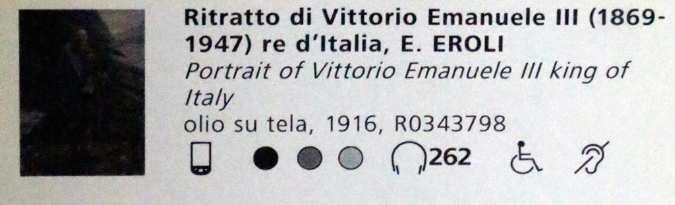 Ritratto di Vittorio Emanuele III (1869-
1947) re d'Italia, E. EROLI
Portrait of Vittorio Emanuele III king of
Italy
olio su tela, 1916, R0343798
262